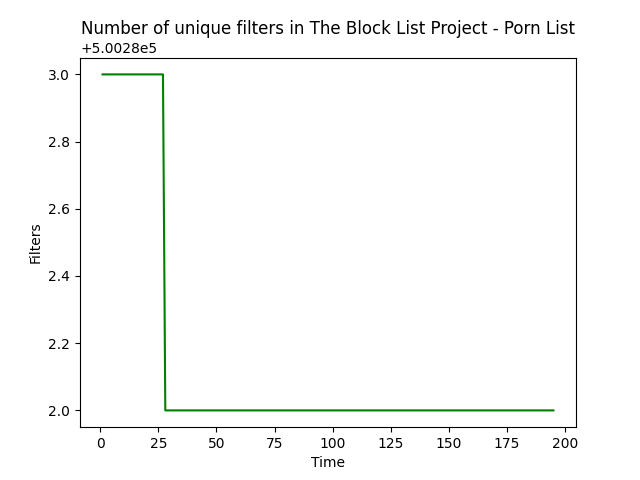 Number of unique filters in The Block List Project - Porn List
+5.0028e5
3.0
2.8
2.6
2.4
2.2
2.0
Filters
0 25 50 75 100 125 150 175 200
Time